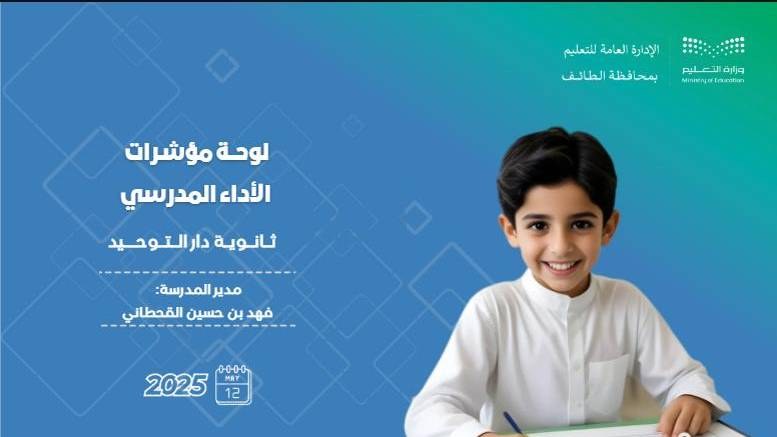 الإدارة العامة للتعليم
بمحافظة الطائف
وزارة التعليم
Ministry of Education
لوحة مؤشرات
الأداء المدرسي
ثانوية دار التوحيد
مدير المدرسة:
فهد بن حسين القحطاني
2025
MAY
12